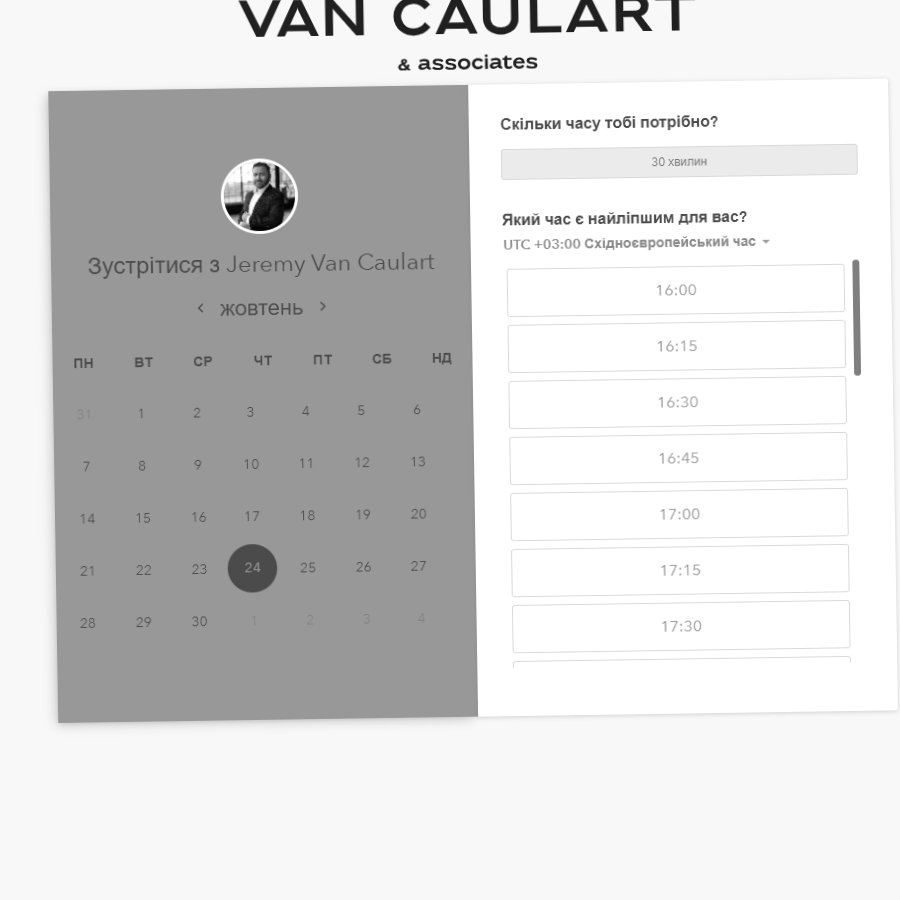 VAN CAULART
& associates
Зустрітися з Jeremy Van Caulart
жовтень
ПН ВТ СР ЧТ ПТ СБ НД
31 1 2 3 4 5 6
7 8 9 10 11 12 13
14 15 16 17 18 19 20
21 22 23 24 25 26 27
28 29 30 1 2 3 4
Скільки часу тобі потрібно?
30 хвилин
Який час є найліпшим для вас?
UTC +03:00 Східноєвропейський час
16:00
16:15
16:30
16:45
17:00
17:15
17:30